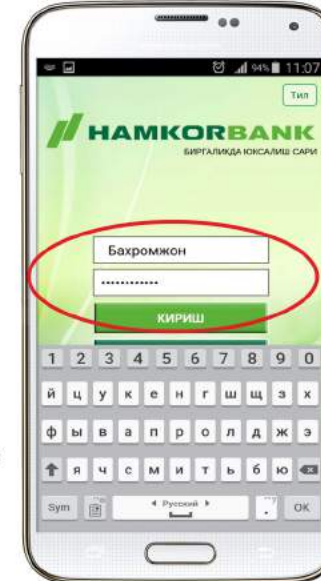 94% 11:07
Тил
HAMKORBANK
БИРГАЛИКДА ЮКСАЛИШ САРИ
Бахромжон
••••••••••••
КИРИШ
1 2 3 4 5 6 7 8 9 0
й ц у к е н г ш щ з х
ф ы в а п р о л д ж э
я ч с м и т ь б ю
Sym Русский . OK